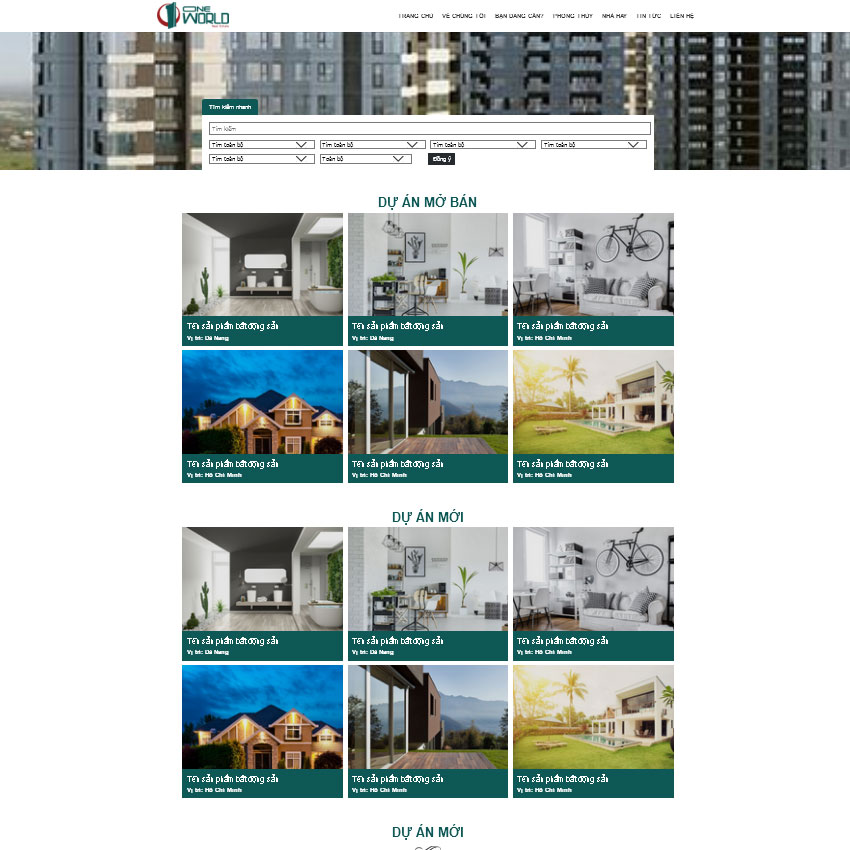 ONE
WORLD
TRANG CHỦ VỀ CHÚNG TÔI BẠN ĐANG CẦN? PHONG THỦY NHÀ HAY TIN TỨC LIÊN HỆ
Tìm kiếm nhanh
Tìm kiếm
Tìm toàn bộ Tìm toàn bộ Tìm toàn bộ Tìm toàn bộ
Tìm toàn bộ Toàn bộ Đồng ý
DỰ ÁN MỞ BÁN
Tên sản phẩm bất động sản Tên sản phẩm bất động sản Tên sản phẩm bất động sản
Vị trí: Đà Nẵng Vị trí: Đà Nẵng Vị trí: Hồ Chí Minh
Tên sản phẩm bất động sản Tên sản phẩm bất động sản Tên sản phẩm bất động sản
Vị trí: Hồ Chí Minh Vị trí: Hồ Chí Minh Vị trí: Hồ Chí Minh
DỰ ÁN MỚI
Tên sản phẩm bất động sản Tên sản phẩm bất động sản Tên sản phẩm bất động sản
Vị trí: Đà Nẵng Vị trí: Đà Nẵng Vị trí: Hồ Chí Minh
Tên sản phẩm bất động sản Tên sản phẩm bất động sản Tên sản phẩm bất động sản
Vị trí: Hồ Chí Minh Vị trí: Hồ Chí Minh Vị trí: Hồ Chí Minh
DỰ ÁN MỚI